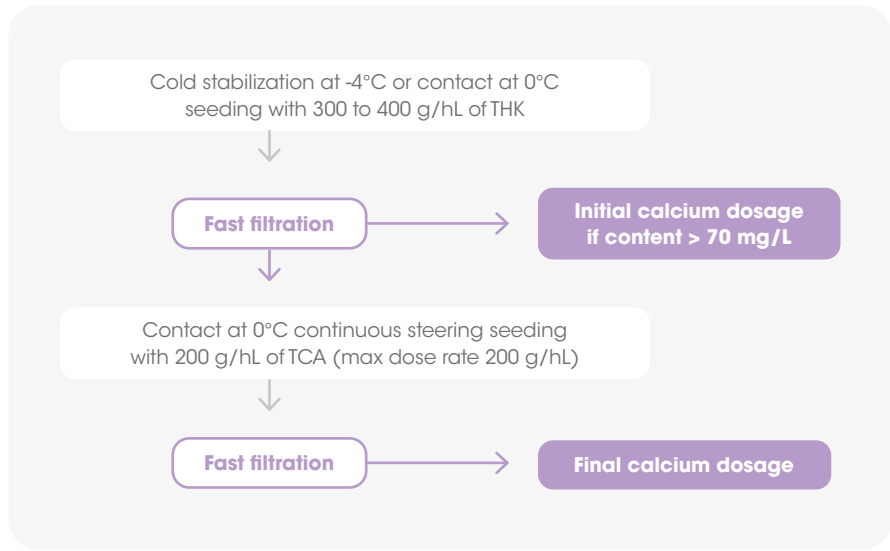 Cold stabilization at -4°C or contact at 0°C
seeding with 300 to 400 g/hL of THK
Fast filtration
Initial calcium dosage
if content > 70 mg/L
Contact at 0°C continuous steering seeding
with 200 g/hL of TCA (max dose rate 200 g/hL)
Fast filtration
Final calcium dosage